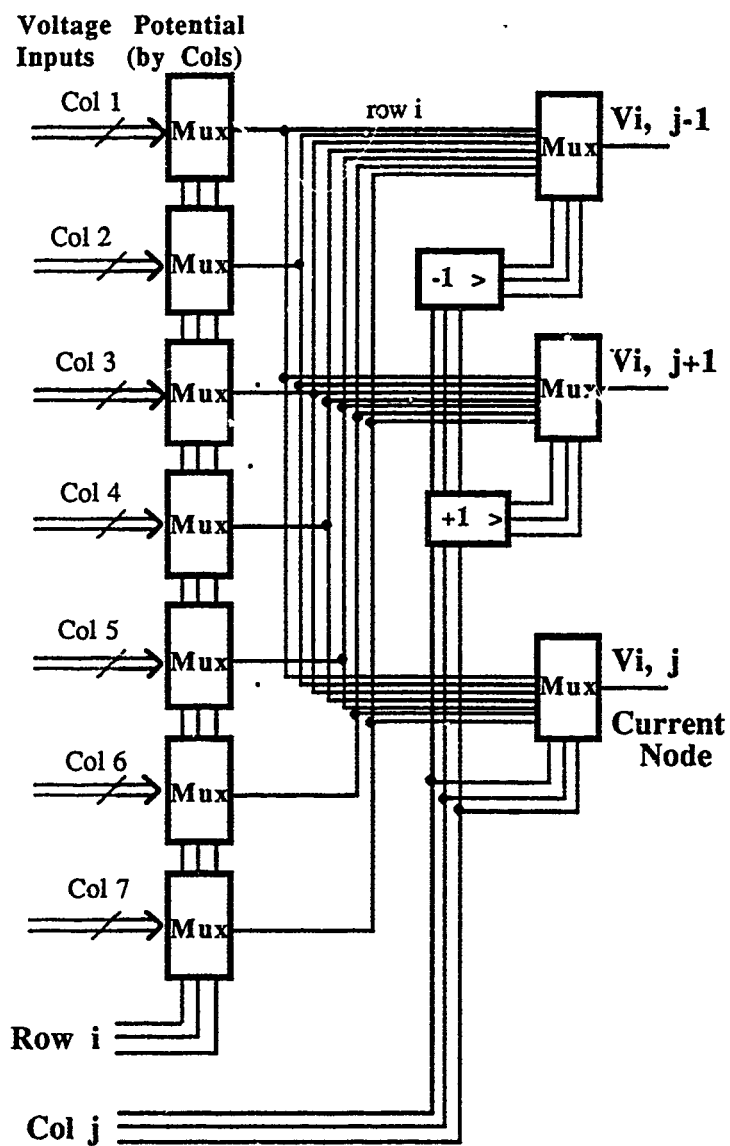 Voltage Potential
Inputs (by Cols)
Col 1
Mux
row i
Mux
Vi, j-1
Col 2
Mux
-1 >
Col 3
Mux
Mux
Vi, j+1
Col 4
Mux
+1 >
Col 5
Mux
Mux
Vi, j
Current
Node
Col 6
Mux
Col 7
Mux
Row i
Col j